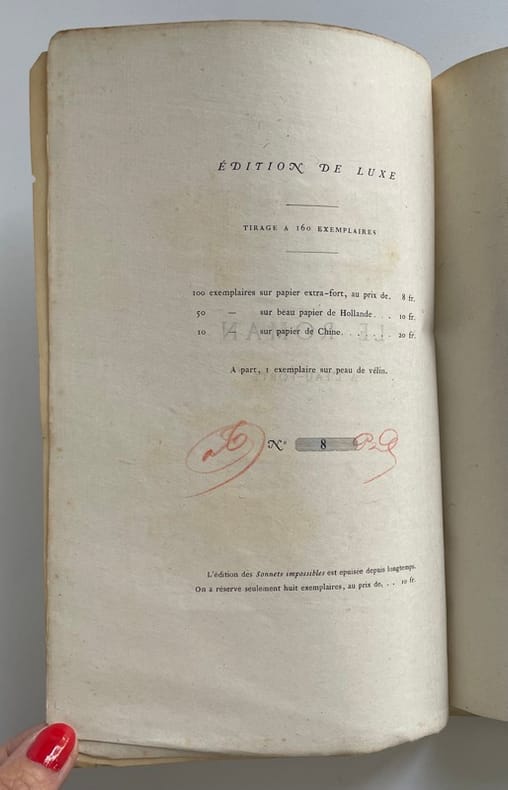 ÉDITION DE LUXE
TIRAGE A 160 EXEMPLAIRES
100 exemplaires sur papier extra-fort, au prix de. 8 fr.
50 — sur beau papier de Hollande. . . 10 fr.
10 — sur papier de Chine. . . . . . . 20 fr.
A part, 1 exemplaire sur peau de vélin.
N° 8
L'édition des Sonnets impossibles est epuisée depuis longtemps.
On a réservé seulement huit exemplaires, au prix de. . . 10 fr.